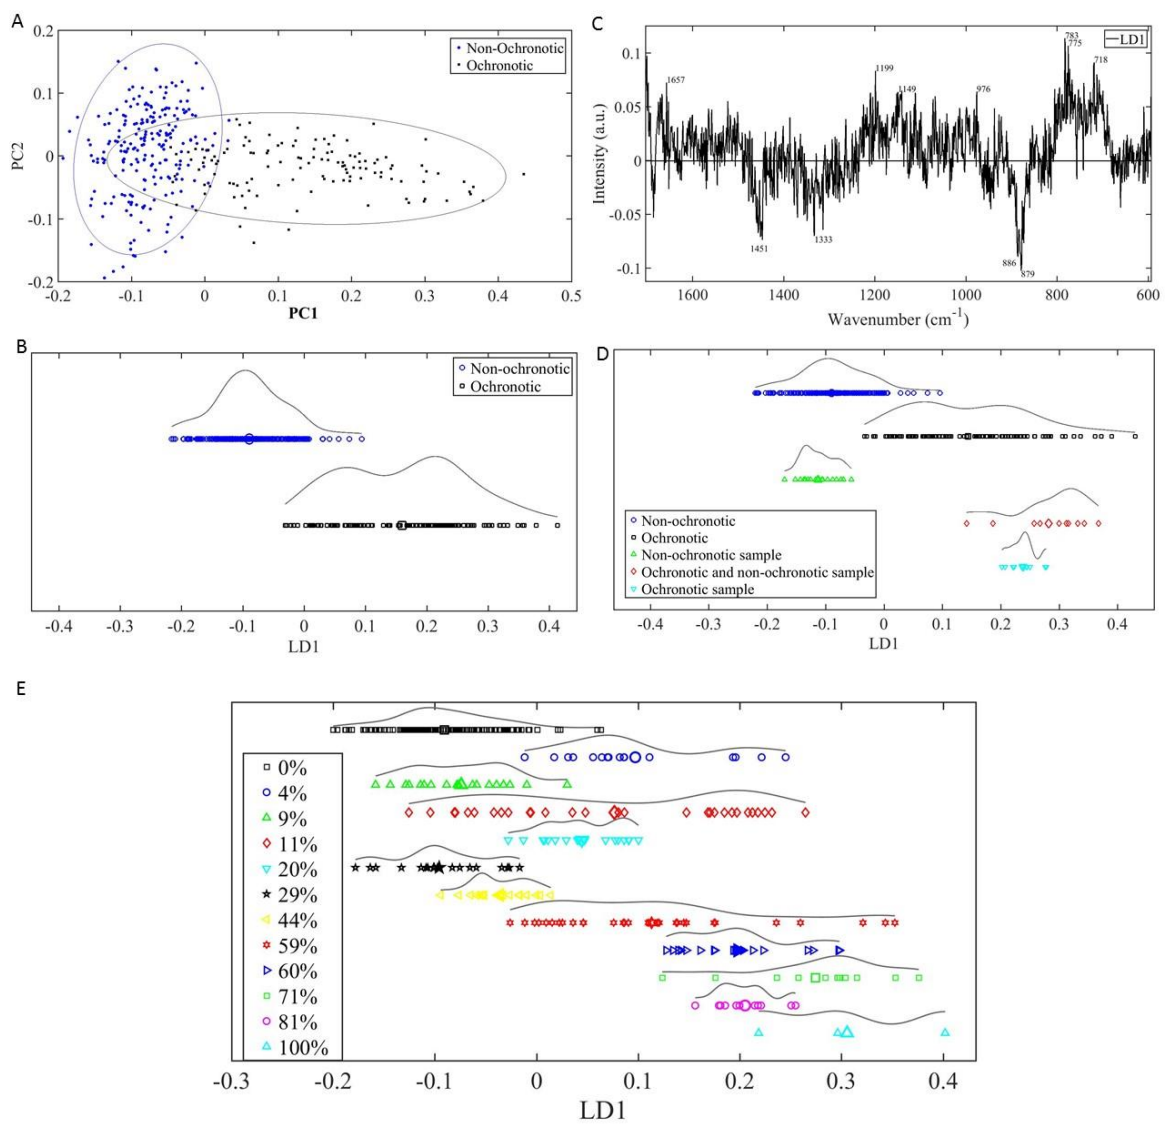 A
0.2
0.1
0
-0.1
-0.2
PC2
Non-Ochronotic
Ochronotic
-0.2 -0.1 0 0.1 0.2 0.3 0.4 0.5
PC1
C
0.1
0.05
0
-0.05
-0.1
Intensity (a.u.)
LD1
1657
1199
1149
976
783
775
718
1451
1333
886
879
1600 1400 1200 1000 800 600
Wavenumber (cm-1)
B
Non-ochronotic
Ochronotic
-0.4 -0.3 -0.2 -0.1 0 0.1 0.2 0.3 0.4
LD1
D
Non-ochronotic
Ochronotic
Non-ochronotic sample
Ochronotic and non-ochronotic sample
Ochronotic sample
-0.4 -0.3 -0.2 -0.1 0 0.1 0.2 0.3 0.4
LD1
E
0%
4%
9%
11%
20%
29%
44%
59%
60%
71%
81%
100%
-0.3 -0.2 -0.1 0 0.1 0.2 0.3 0.4
LD1